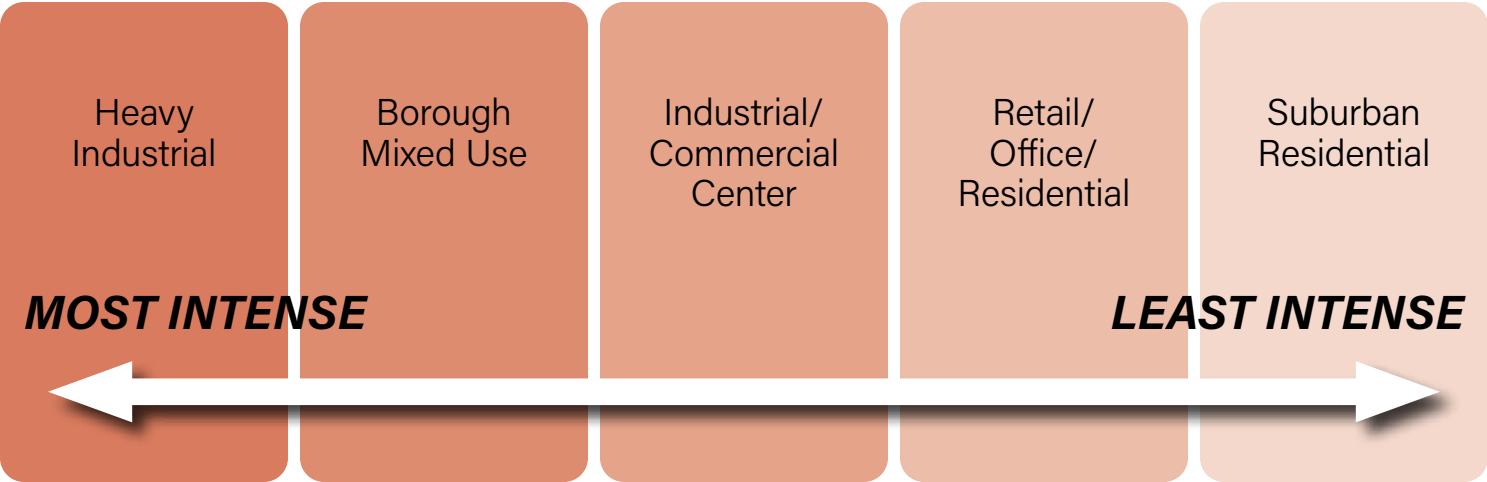 Heavy
Industrial
Borough
Mixed Use
Industrial/
Commercial
Center
Retail/
Office/
Residential
Suburban
Residential
MOST INTENSE
LEAST INTENSE